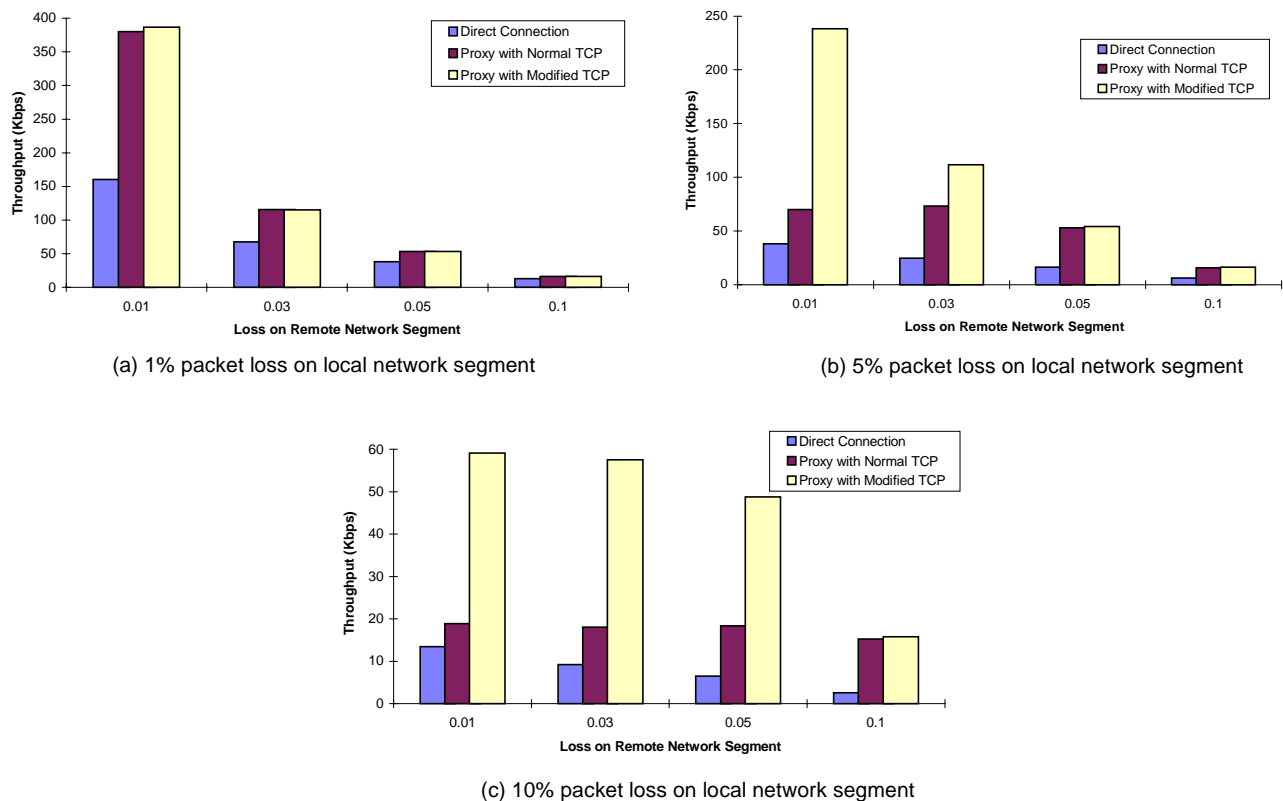 400
350
300
250
200
150
100
50
0
Throughput (Kbps)
Direct Connection
Proxy with Normal TCP
Proxy with Modified TCP
0.01 0.03 0.05 0.1
Loss on Remote Network Segment
(a) 1% packet loss on local network segment
250
200
150
100
50
0
Throughput (Kbps)
Direct Connection
Proxy with Normal TCP
Proxy with Modified TCP
0.01 0.03 0.05 0.1
Loss on Remote Network Segment
(b) 5% packet loss on local network segment
60
50
40
30
20
10
0
Throughput (Kbps)
Direct Connection
Proxy with Normal TCP
Proxy with Modified TCP
0.01 0.03 0.05 0.1
Loss on Remote Network Segment
(c) 10% packet loss on local network segment